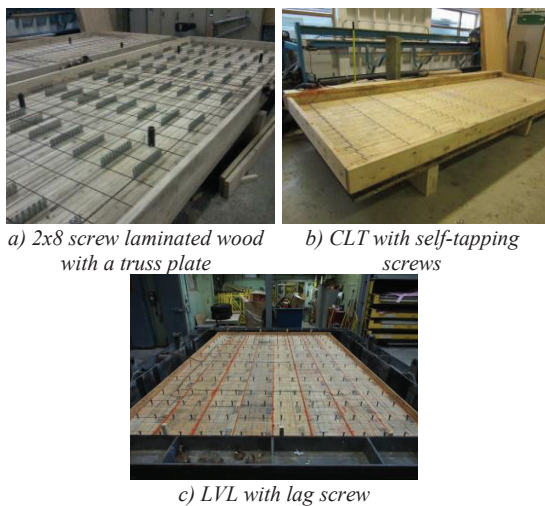 a) 2x8 screw laminated wood
with a truss plate
b) CLT with self-tapping
screws
c) LVL with lag screw